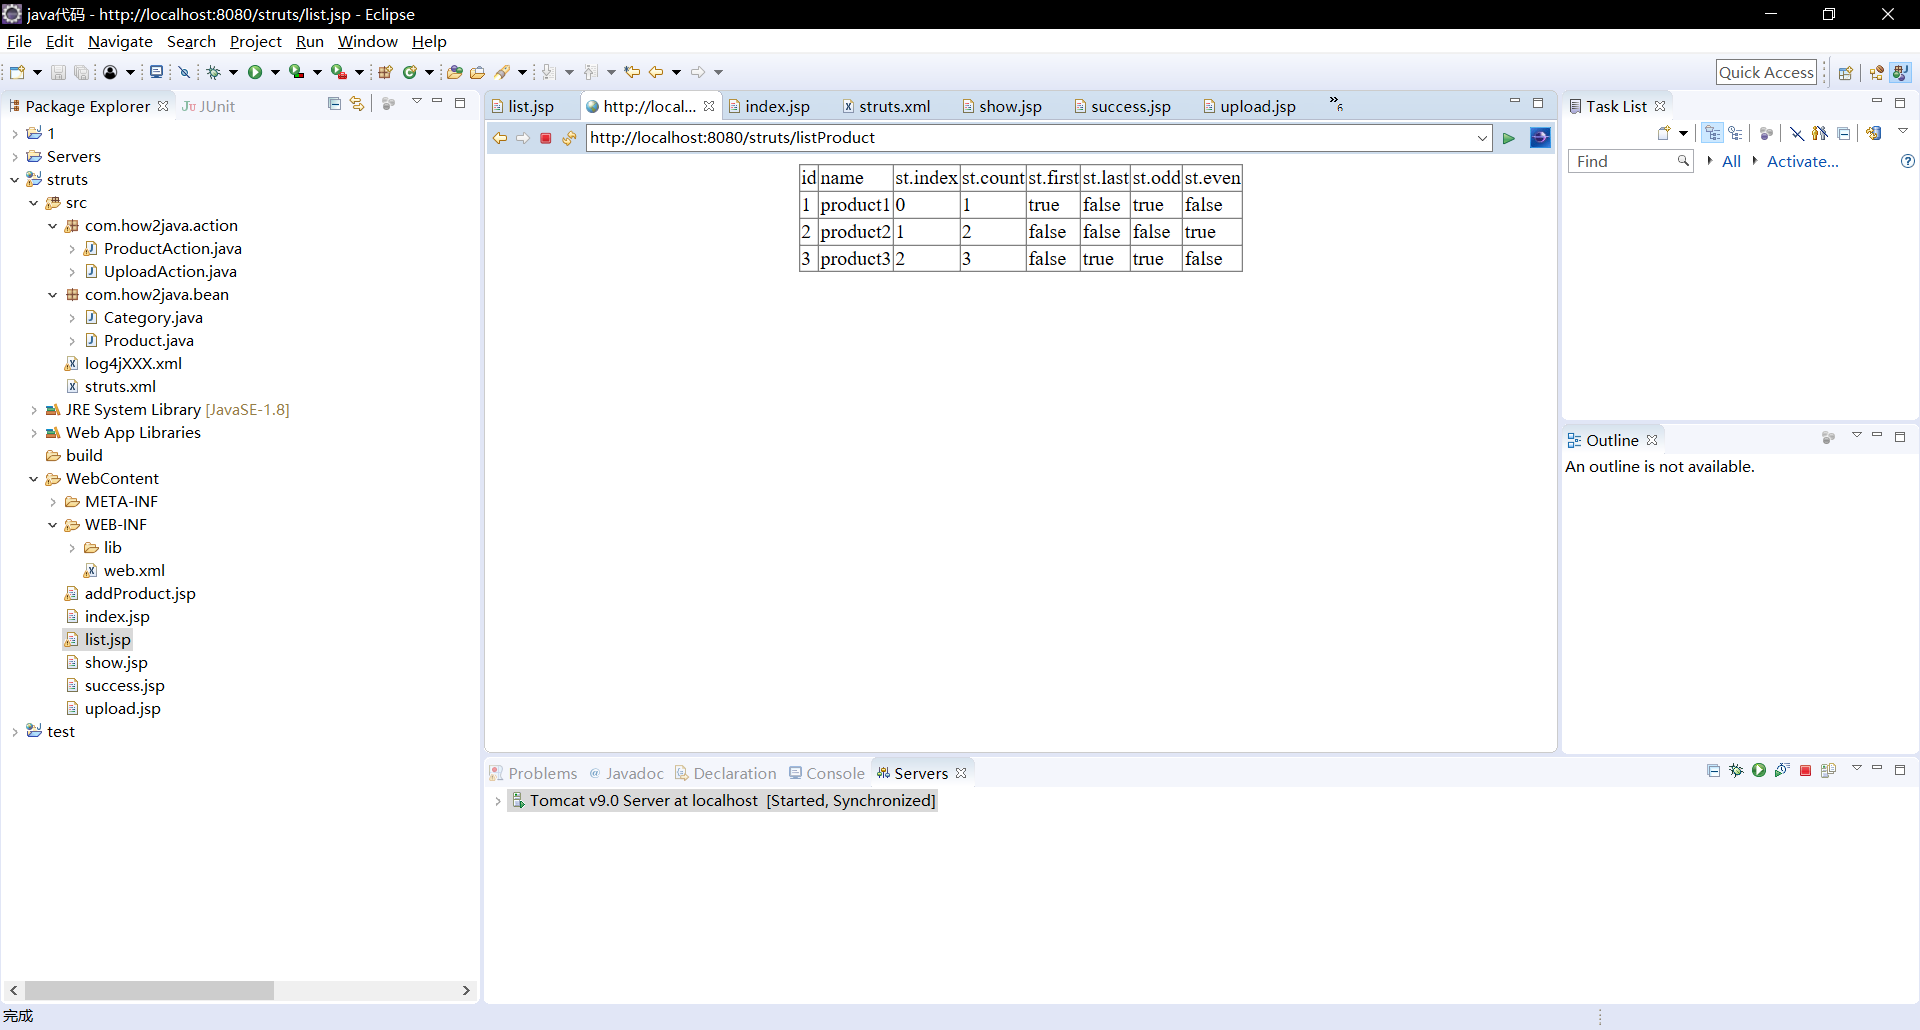 java代码 - http://localhost:8080/struts/list.jsp - Eclipse
File Edit Navigate Search Project Run Window Help
Quick Access
Package Explorer JUnit
1
Servers
struts
src
com.how2java.action
ProductAction.java
UploadAction.java
com.how2java.bean
Category.java
Product.java
log4jXXX.xml
struts.xml
JRE System Library [JavaSE-1.8]
Web App Libraries
build
WebContent
META-INF
WEB-INF
lib
web.xml
addProduct.jsp
index.jsp
list.jsp
show.jsp
success.jsp
upload.jsp
test
list.jsp http://local... index.jsp struts.xml show.jsp success.jsp upload.jsp »6
http://localhost:8080/struts/listProduct
id name st.index st.count st.first st.last st.odd st.even
1 product1 0 1 true false true false
2 product2 1 2 false false false true
3 product3 2 3 false true true false
Task List
Find All Activate...
Outline
An outline is not available.
Problems @ Javadoc Declaration Console Servers
Tomcat v9.0 Server at localhost [Started, Synchronized]
完成